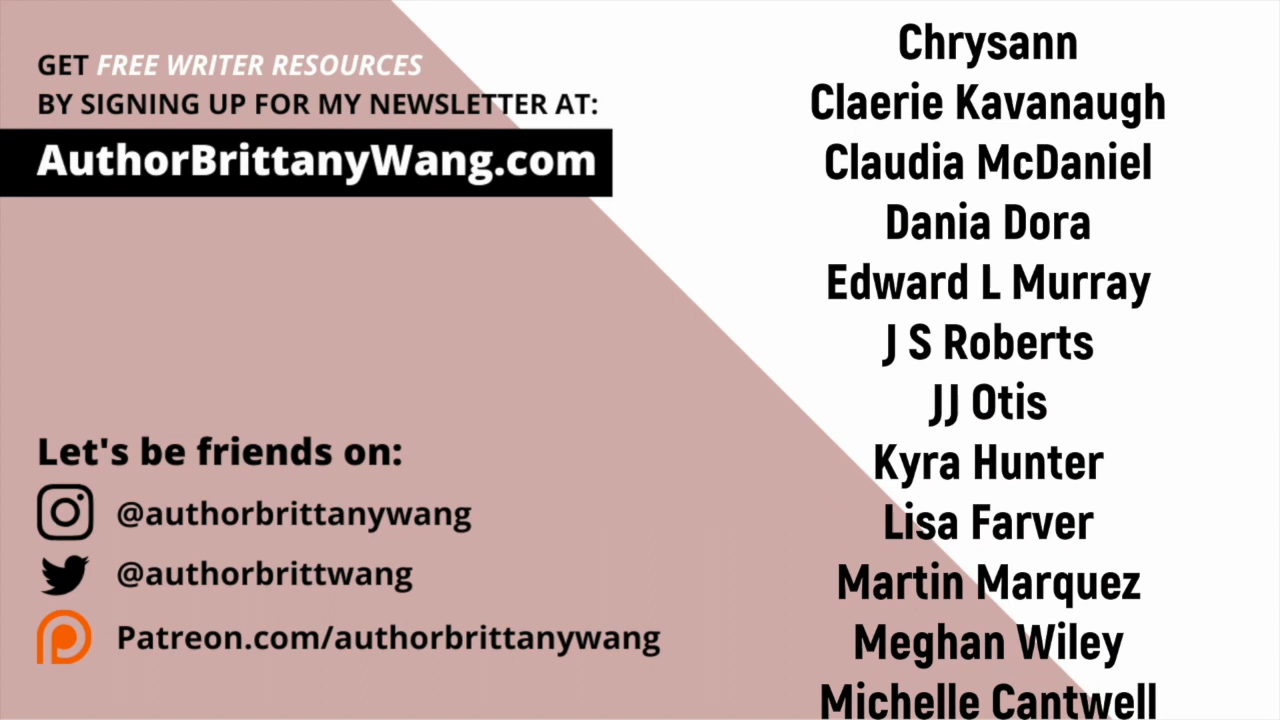 GET FREE WRITER RESOURCES
BY SIGNING UP FOR MY NEWSLETTER AT:
AuthorBrittanyWang.com
Let's be friends on:
@authorbrittanywang
@authorbrittwang
Patreon.com/authorbrittanywang
Chrysann
Claerie Kavanaugh
Claudia McDaniel
Dania Dora
Edward L Murray
J S Roberts
JJ Otis
Kyra Hunter
Lisa Farver
Martin Marquez
Meghan Wiley
Michelle Cantwell